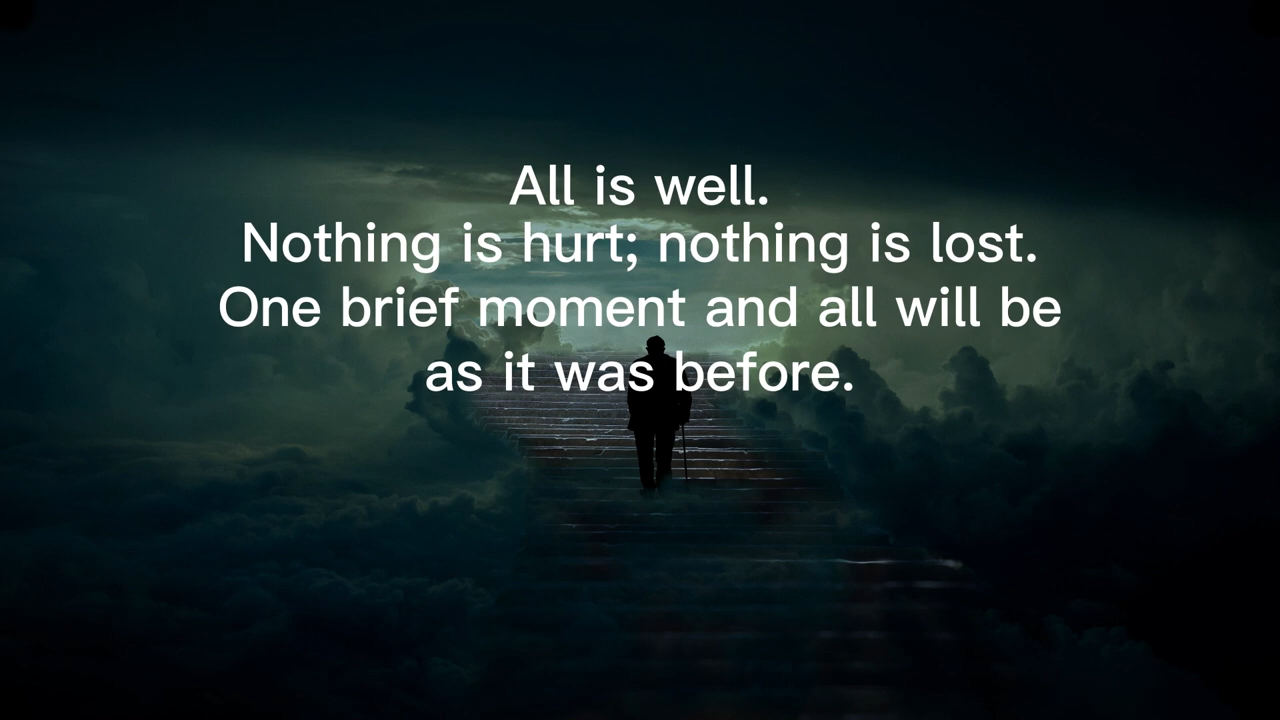 All is well.
Nothing is hurt; nothing is lost.
One brief moment and all will be
as it was before.